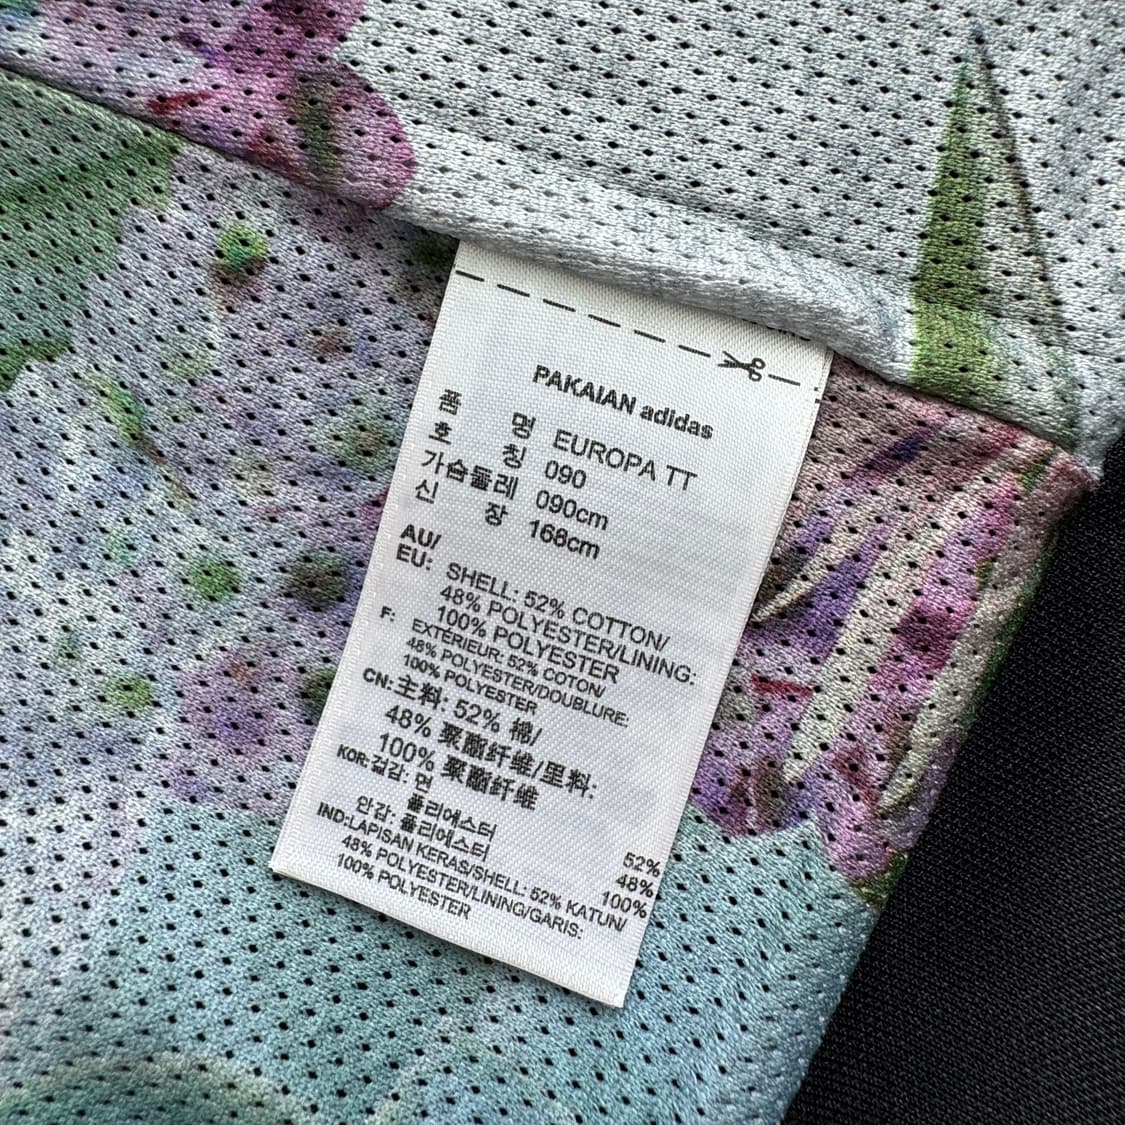 PAKAIAN adidas
품 명 EUROPA TT
호 칭 090
가슴둘레 090cm
신 장 168cm
AU/
EU: SHELL: 52% COTTON/
48% POLYESTER/LINING:
100% POLYESTER
F: EXTÉRIEUR: 52% COTON/
48% POLYESTER/DOUBLURE:
100% POLYESTER
CN: 主料: 52% 棉/
48% 聚酯纤维/里料:
100% 聚酯纤维
KOR: 겉감: 면 52%
폴리에스터 48%
안감: 폴리에스터 100%
IND:LAPISAN KERAS/SHELL: 52% KATUN/
48% POLYESTER/LINING/GARIS:
100% POLYESTER